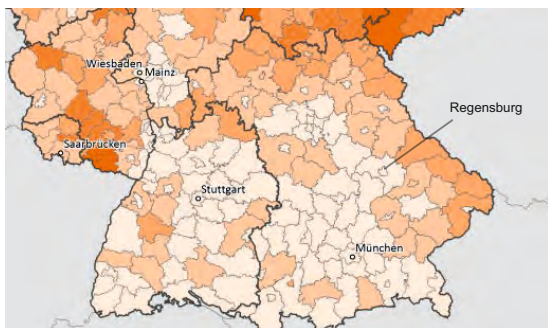 Wiesbaden
Mainz
Regensburg
Saarbrücken
Stuttgart
München